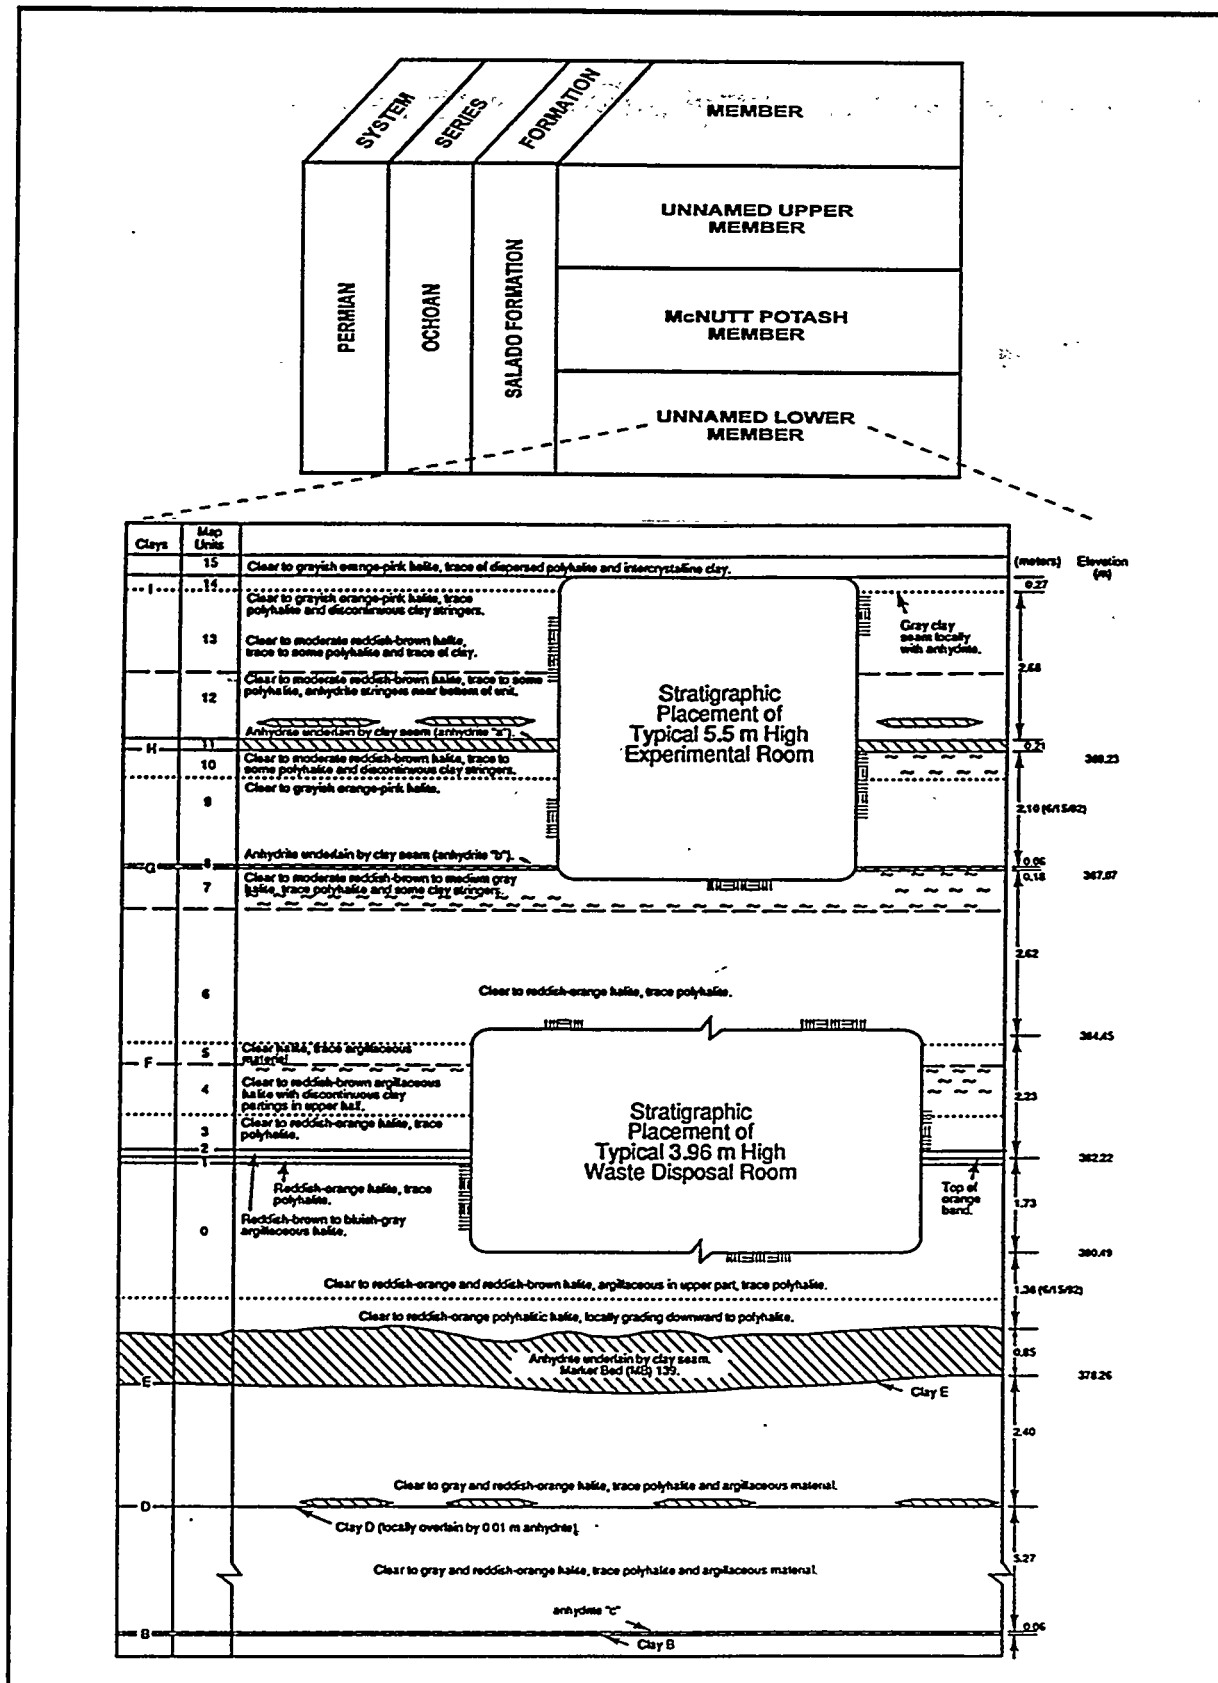 SYSTEM
SERIES
FORMATION
MEMBER
PERMIAN
OCHOAN
SALADO FORMATION
UNNAMED UPPER
MEMBER
McNUTT POTASH
MEMBER
UNNAMED LOWER
MEMBER
Clays
Map
Units
(meters)
Elevation
(m)
15
Clear to grayish orange-pink halite, trace of dispersed polyhalite and intercrystalline clay.
14
0.27
I
Clear to grayish orange-pink halite, trace
polyhalite and discontinuous clay stringers.
Gray clay
seam locally
with anhydrite.
13
Clear to moderate reddish-brown halite,
trace to some polyhalite and trace of clay.
12
Clear to moderate reddish-brown halite, trace to some
polyhalite, anhydrite stringers near bottom of unit.
Stratigraphic
Placement of
Typical 5.5 m High
Experimental Room
Anhydrite underlain by clay seam (anhydrite "a").
11
H
0.21
10
Clear to moderate reddish-brown halite, trace to
some polyhalite and discontinuous clay stringers.
9
Clear to grayish orange-pink halite.
2.10 (6/15/92)
Anhydrite underlain by clay seam (anhydrite "b").
8
G
0.06
7
Clear to moderate reddish-brown to medium gray
halite, trace polyhalite and some clay stringers.
0.18
2.62
6
Clear to reddish-orange halite, trace polyhalite.
384.45
5
Clear halite, trace argillaceous
material.
F
4
Clear to reddish-brown argillaceous
halite with discontinuous clay
partings in upper half.
2.23
3
Clear to reddish-orange halite, trace
polyhalite.
Stratigraphic
Placement of
Typical 3.96 m High
Waste Disposal Room
2
1
382.22
Reddish-orange halite, trace
polyhalite.
Top of
orange
band.
1.73
0
Reddish-brown to bluish-gray
argillaceous halite.
380.49
Clear to reddish-orange and reddish-brown halite, argillaceous in upper part, trace polyhalite.
1.38 (6/15/92)
Clear to reddish-orange polyhalitic halite, locally grading downward to polyhalite.
Anhydrite underlain by clay seam.
Marker Bed (MB) 139.
0.85
E
378.26
Clay E
2.40
Clear to gray and reddish-orange halite, trace polyhalite and argillaceous material.
D
Clay D (locally overlain by 0.01 m anhydrite).
Clear to gray and reddish-orange halite, trace polyhalite and argillaceous material.
5.27
anhydrite "c"
B
0.06
Clay B